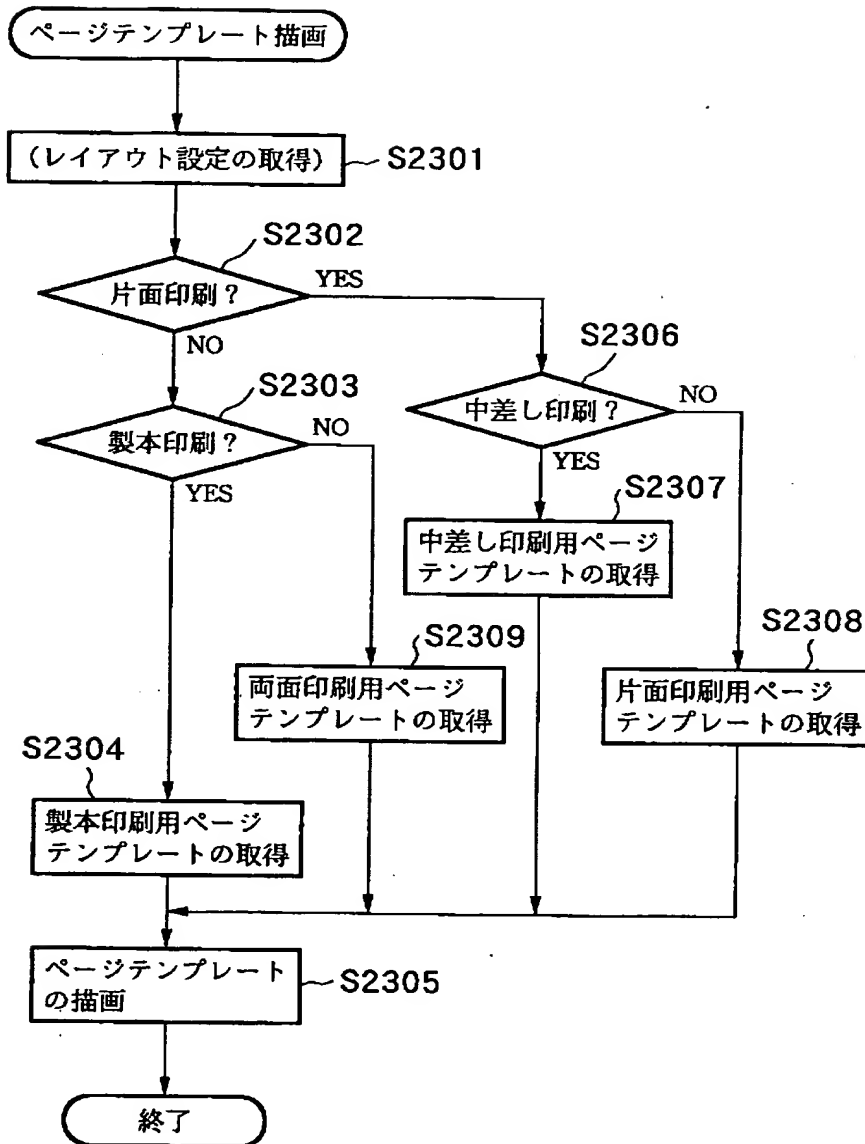 ページテンプレート描画
(レイアウト設定の取得)
S2301
S2302
片面印刷?
YES
NO
S2303
製本印刷?
NO
YES
S2306
中差し印刷?
NO
YES
S2307
中差し印刷用ページ
テンプレートの取得
S2309
両面印刷用ページ
テンプレートの取得
S2308
片面印刷用ページ
テンプレートの取得
S2304
製本印刷用ページ
テンプレートの取得
ページテンプレート
の描画
S2305
終了